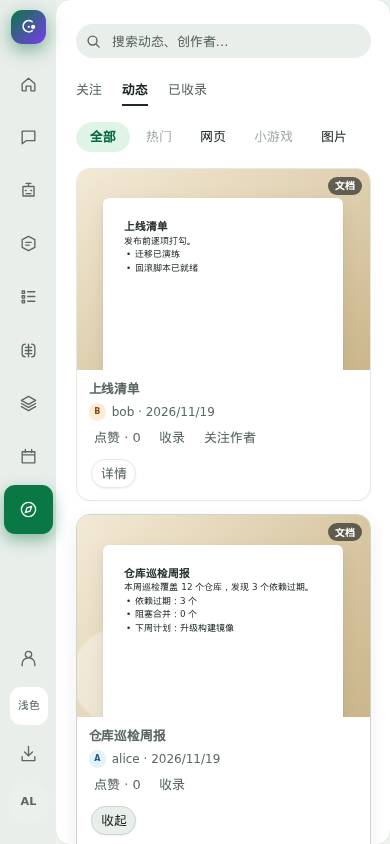 搜索动态、创作者...
关注 动态 已收录
全部 热门 网页 小游戏 图片
文档
上线清单
发布前逐项打勾。
• 迁移已演练
• 回滚脚本已就绪
上线清单
B bob · 2026/11/19
点赞 · 0 收录 关注作者
详情
文档
仓库巡检周报
本周巡检覆盖 12 个仓库，发现 3 个依赖过期。
• 依赖过期：3 个
• 阻塞合并：0 个
• 下周计划：升级构建镜像
仓库巡检周报
A alice · 2026/11/19
点赞 · 0 收录
收起
浅色
AL